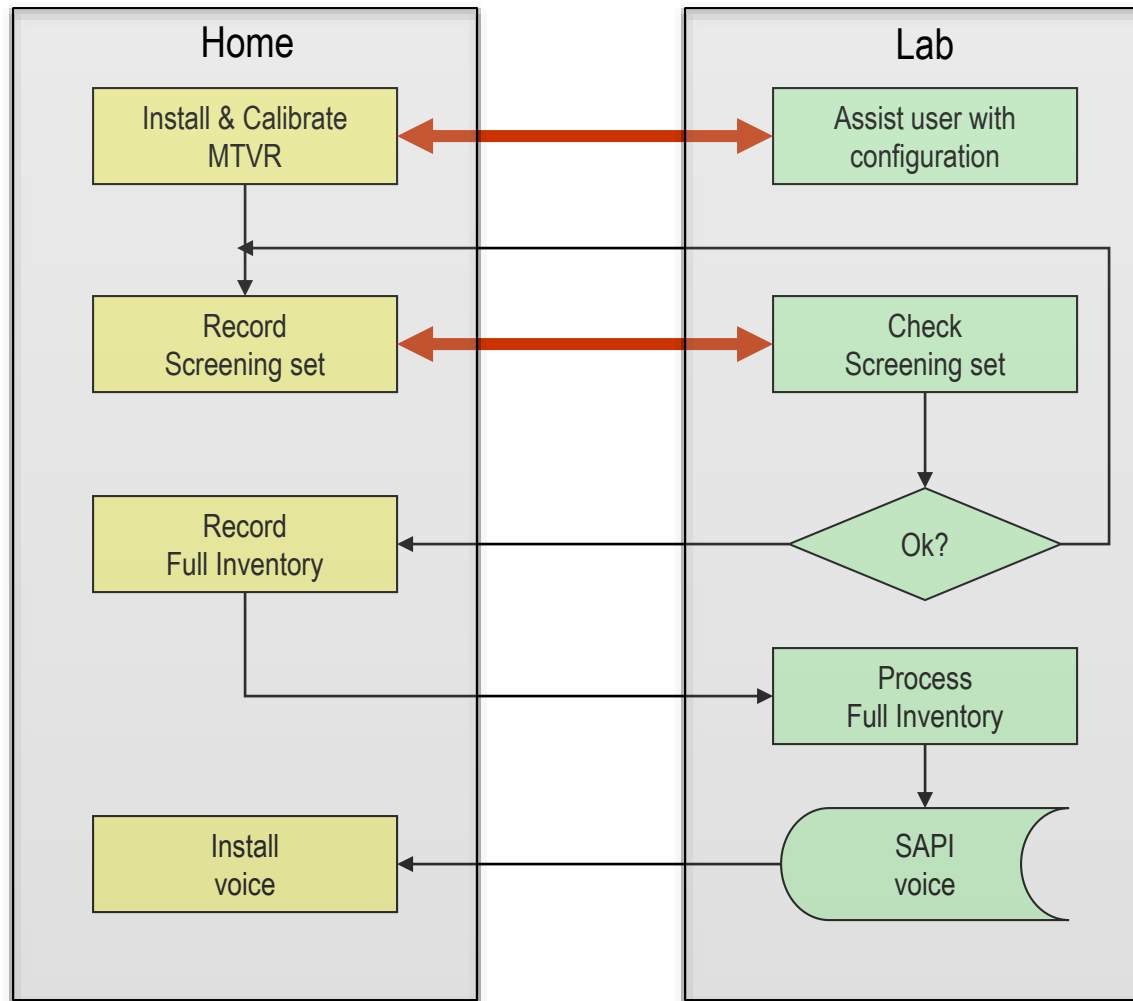 Home
Lab
Install & Calibrate
MTVR
Assist user with
configuration
Record
Screening set
Check
Screening set
Record
Full Inventory
Ok?
Process
Full Inventory
Install
voice
SAPI
voice